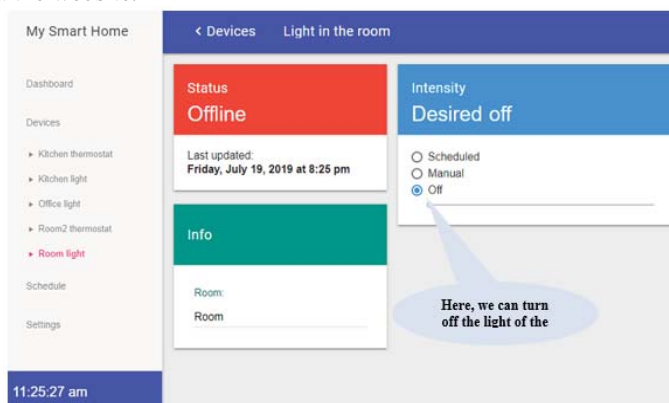 My Smart Home
< Devices Light in the room
Dashboard
Devices
Kitchen thermostat
Kitchen light
Office light
Room2 thermostat
Room light
Schedule
Settings
11:25:27 am
Status
Offline
Last updated:
Friday, July 19, 2019 at 8:25 pm
Info
Room:
Room
Intensity
Desired off
Scheduled
Manual
Off
Here, we can turn
off the light of the